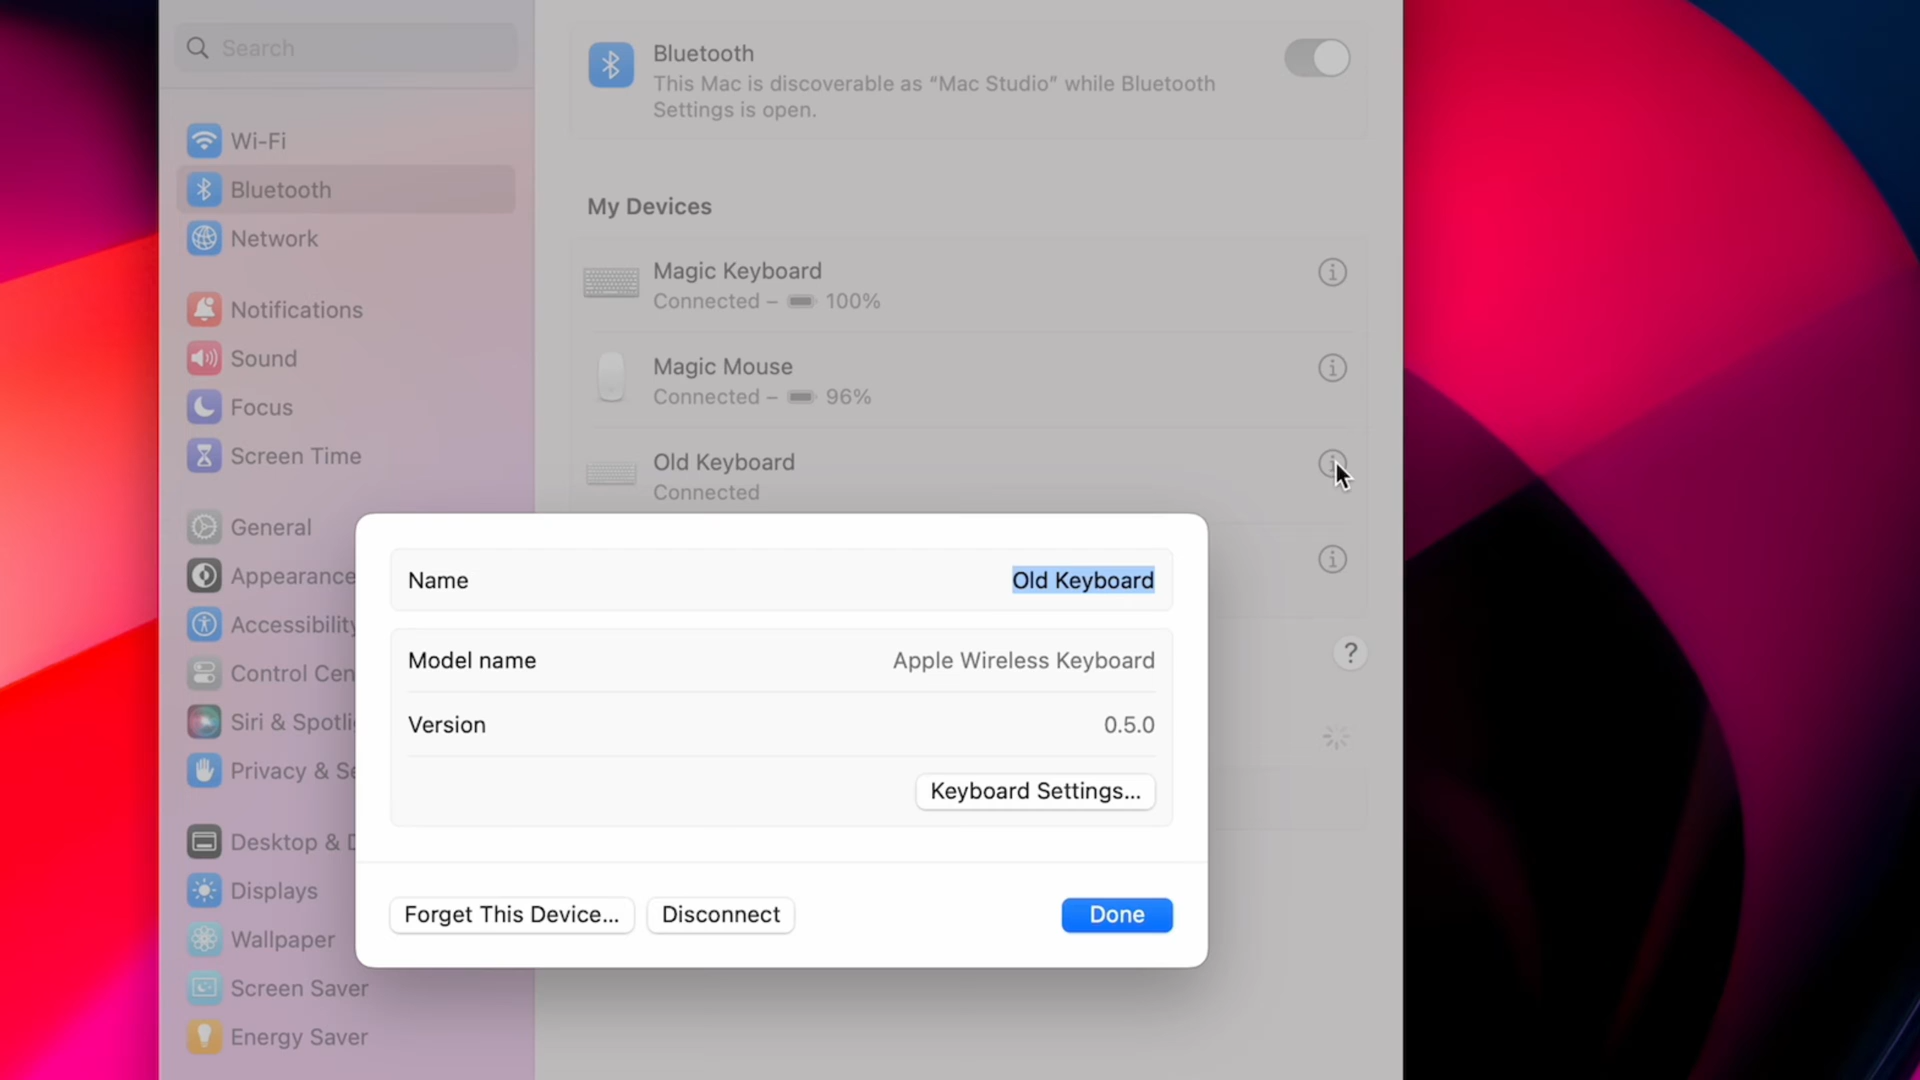 Search
Wi-Fi
Bluetooth
Network
Notifications
Sound
Focus
Screen Time
General
Appearance
Accessibility
Control Cen
Siri & Spotli
Privacy & Se
Desktop & D
Displays
Wallpaper
Screen Saver
Energy Saver
Bluetooth
This Mac is discoverable as “Mac Studio” while Bluetooth
Settings is open.
My Devices
Magic Keyboard
Connected – 100%
Magic Mouse
Connected – 96%
Old Keyboard
Connected
?
Name Old Keyboard
Model name Apple Wireless Keyboard
Version 0.5.0
Keyboard Settings...
Forget This Device... Disconnect Done